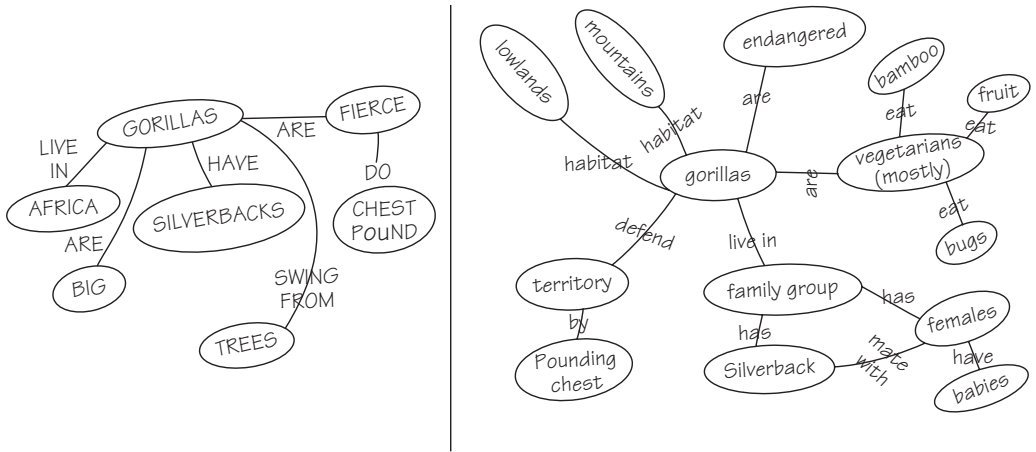 GORILLAS
ARE
FIERCE
DO
CHEST
POUND
LIVE
IN
AFRICA
HAVE
SILVERBACKS
ARE
BIG
SWING
FROM
TREES
lowlands
mountains
endangered
bamboo
fruit
habitat
habitat
are
eat
eat
gorillas
are
vegetarians
(mostly)
eat
bugs
defend
live in
territory
by
Pounding
chest
family group
has
has
females
Silverback
mate
with
have
babies